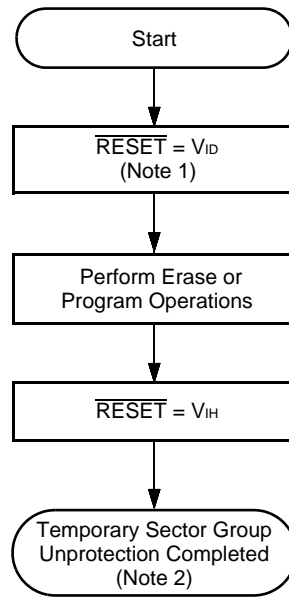 Start
RESET = VID
(Note 1)
Perform Erase or
Program Operations
RESET = VIH
Temporary Sector Group
Unprotection Completed
(Note 2)